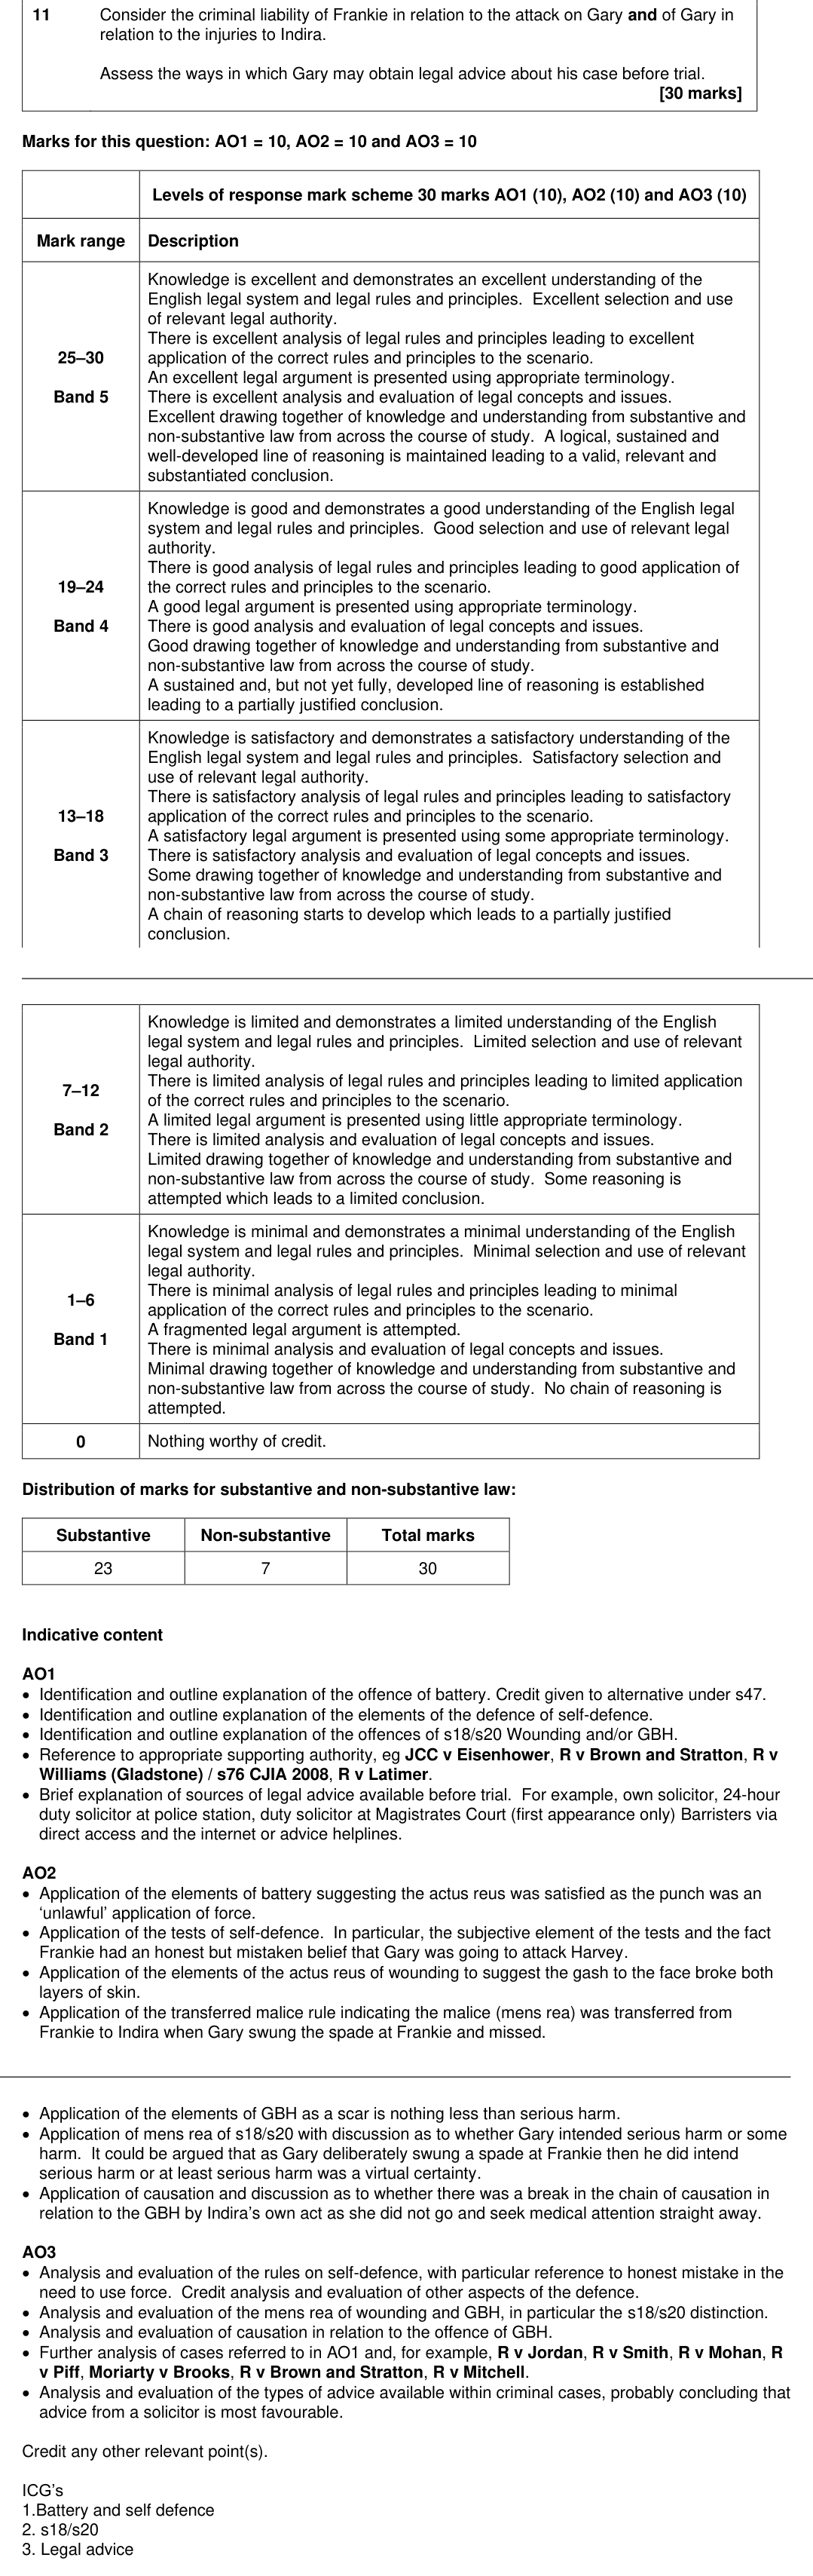 11 Consider the criminal liability of Frankie in relation to the attack on Gary and of Gary in
relation to the injuries to Indira.
Assess the ways in which Gary may obtain legal advice about his case before trial.
[30 marks]
Marks for this question: AO1 = 10, AO2 = 10 and AO3 = 10
Levels of response mark scheme 30 marks AO1 (10), AO2 (10) and AO3 (10)
Mark range Description
25–30
Band 5
Knowledge is excellent and demonstrates an excellent understanding of the
English legal system and legal rules and principles. Excellent selection and use
of relevant legal authority.
There is excellent analysis of legal rules and principles leading to excellent
application of the correct rules and principles to the scenario.
An excellent legal argument is presented using appropriate terminology.
There is excellent analysis and evaluation of legal concepts and issues.
Excellent drawing together of knowledge and understanding from substantive and
non-substantive law from across the course of study. A logical, sustained and
well-developed line of reasoning is maintained leading to a valid, relevant and
substantiated conclusion.
19–24
Band 4
Knowledge is good and demonstrates a good understanding of the English legal
system and legal rules and principles. Good selection and use of relevant legal
authority.
There is good analysis of legal rules and principles leading to good application of
the correct rules and principles to the scenario.
A good legal argument is presented using appropriate terminology.
There is good analysis and evaluation of legal concepts and issues.
Good drawing together of knowledge and understanding from substantive and
non-substantive law from across the course of study.
A sustained and, but not yet fully, developed line of reasoning is established
leading to a partially justified conclusion.
13–18
Band 3
Knowledge is satisfactory and demonstrates a satisfactory understanding of the
English legal system and legal rules and principles. Satisfactory selection and
use of relevant legal authority.
There is satisfactory analysis of legal rules and principles leading to satisfactory
application of the correct rules and principles to the scenario.
A satisfactory legal argument is presented using some appropriate terminology.
There is satisfactory analysis and evaluation of legal concepts and issues.
Some drawing together of knowledge and understanding from substantive and
non-substantive law from across the course of study.
A chain of reasoning starts to develop which leads to a partially justified
conclusion.
7–12
Band 2
Knowledge is limited and demonstrates a limited understanding of the English
legal system and legal rules and principles. Limited selection and use of relevant
legal authority.
There is limited analysis of legal rules and principles leading to limited application
of the correct rules and principles to the scenario.
A limited legal argument is presented using little appropriate terminology.
There is limited analysis and evaluation of legal concepts and issues.
Limited drawing together of knowledge and understanding from substantive and
non-substantive law from across the course of study. Some reasoning is
attempted which leads to a limited conclusion.
1–6
Band 1
Knowledge is minimal and demonstrates a minimal understanding of the English
legal system and legal rules and principles. Minimal selection and use of relevant
legal authority.
There is minimal analysis of legal rules and principles leading to minimal
application of the correct rules and principles to the scenario.
A fragmented legal argument is attempted.
There is minimal analysis and evaluation of legal concepts and issues.
Minimal drawing together of knowledge and understanding from substantive and
non-substantive law from across the course of study. No chain of reasoning is
attempted.
0 Nothing worthy of credit.
Distribution of marks for substantive and non-substantive law:
Substantive Non-substantive Total marks
23 7 30
Indicative content
AO1
• Identification and outline explanation of the offence of battery. Credit given to alternative under s47.
• Identification and outline explanation of the elements of the defence of self-defence.
• Identification and outline explanation of the offences of s18/s20 Wounding and/or GBH.
• Reference to appropriate supporting authority, eg JCC v Eisenhower, R v Brown and Stratton, R v
Williams (Gladstone) / s76 CJIA 2008, R v Latimer.
• Brief explanation of sources of legal advice available before trial. For example, own solicitor, 24-hour
duty solicitor at police station, duty solicitor at Magistrates Court (first appearance only) Barristers via
direct access and the internet or advice helplines.
AO2
• Application of the elements of battery suggesting the actus reus was satisfied as the punch was an
‘unlawful’ application of force.
• Application of the tests of self-defence. In particular, the subjective element of the tests and the fact
Frankie had an honest but mistaken belief that Gary was going to attack Harvey.
• Application of the elements of the actus reus of wounding to suggest the gash to the face broke both
layers of skin.
• Application of the transferred malice rule indicating the malice (mens rea) was transferred from
Frankie to Indira when Gary swung the spade at Frankie and missed.
• Application of the elements of GBH as a scar is nothing less than serious harm.
• Application of mens rea of s18/s20 with discussion as to whether Gary intended serious harm or some
harm. It could be argued that as Gary deliberately swung a spade at Frankie then he did intend
serious harm or at least serious harm was a virtual certainty.
• Application of causation and discussion as to whether there was a break in the chain of causation in
relation to the GBH by Indira’s own act as she did not go and seek medical attention straight away.
AO3
• Analysis and evaluation of the rules on self-defence, with particular reference to honest mistake in the
need to use force. Credit analysis and evaluation of other aspects of the defence.
• Analysis and evaluation of the mens rea of wounding and GBH, in particular the s18/s20 distinction.
• Analysis and evaluation of causation in relation to the offence of GBH.
• Further analysis of cases referred to in AO1 and, for example, R v Jordan, R v Smith, R v Mohan, R
v Piff, Moriarty v Brooks, R v Brown and Stratton, R v Mitchell.
• Analysis and evaluation of the types of advice available within criminal cases, probably concluding that
advice from a solicitor is most favourable.
Credit any other relevant point(s).
ICG’s
1.Battery and self defence
2. s18/s20
3. Legal advice